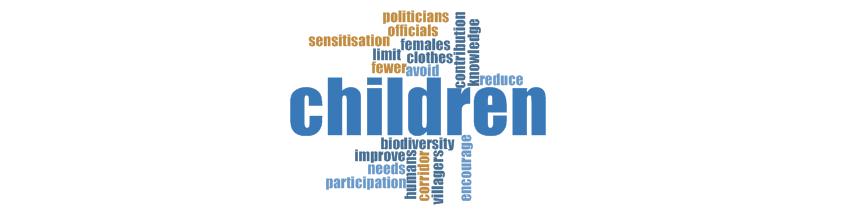 politicians
officials
sensitisation
females
limit
clothes
fewer
avoid
contribution
knowledge
reduce
children
biodiversity
improve
needs
participation
humans
corridor
villagers
encourage